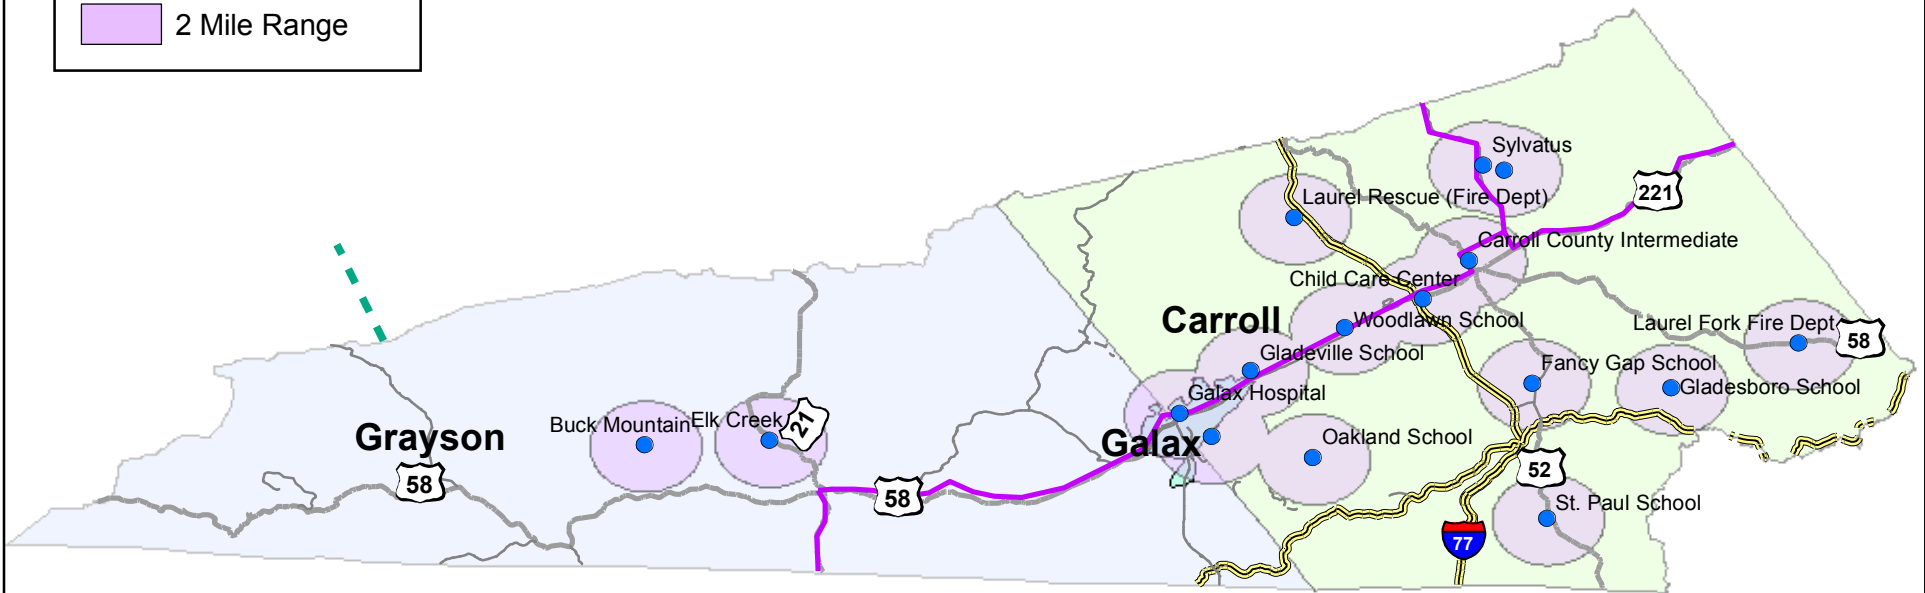 2 Mile Range
Sylvatus
221
Laurel Rescue (Fire Dept)
Carroll County Intermediate
Child Care Center
Carroll
Woodlawn School
Laurel Fork Fire Dept
58
Gladeville School
Fancy Gap School
Gladesboro School
Galax Hospital
Buck Mountain
Elk Creek
21
Grayson
Galax
Oakland School
58
58
52
St. Paul School
77